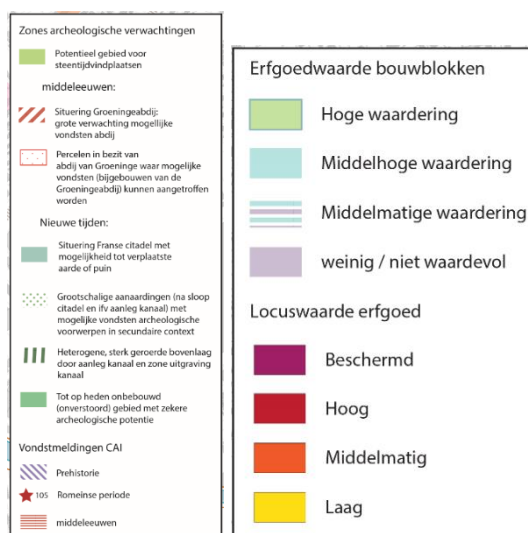 Zones archeologische verwachtingen
Potentieel gebied voor
steentijdvindplaatsen
middeleeuwen:
Situering Groeningeabdij:
grote verwachting mogelijke
vondsten abdij
Percelen in bezit van
abdij van Groeninge waar mogelijke
vondsten (bijgebouwen van de
Groeningeabdij) kunnen aangetroffen
worden
Nieuwe tijden:
Situering Franse citadel met
mogelijkheid tot verplaatste
aarde of puin
Grootschalige aanaardingen (na sloop
citadel en ifv aanleg kanaal) met
mogelijke vondsten archeologische
voorwerpen in secundaire context
Heterogene, sterk geroerde bovenlaag
door aanleg kanaal en zone uitgraving
kanaal
Tot op heden onbebouwd
(onverstoord) gebied met zekere
archeologische potentie
Vondstmeldingen CAI
Prehistorie
105 Romeinse periode
middeleeuwen
Erfgoedwaarde bouwblokken
Hoge waardering
Middelhoge waardering
Middelmatige waardering
weinig / niet waardevol
Locuswaarde erfgoed
Beschermd
Hoog
Middelmatig
Laag